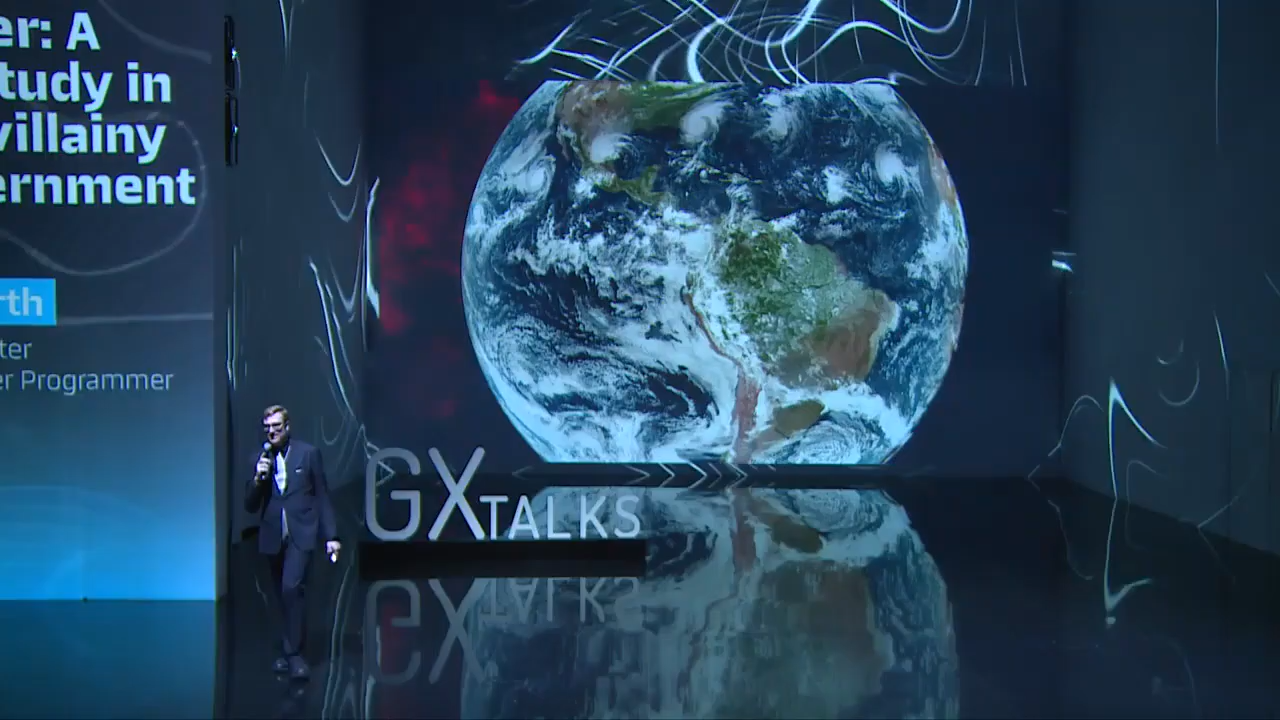 er: A
tudy in
villainy
ernment
rth
ter
er Programmer
GX TALKS